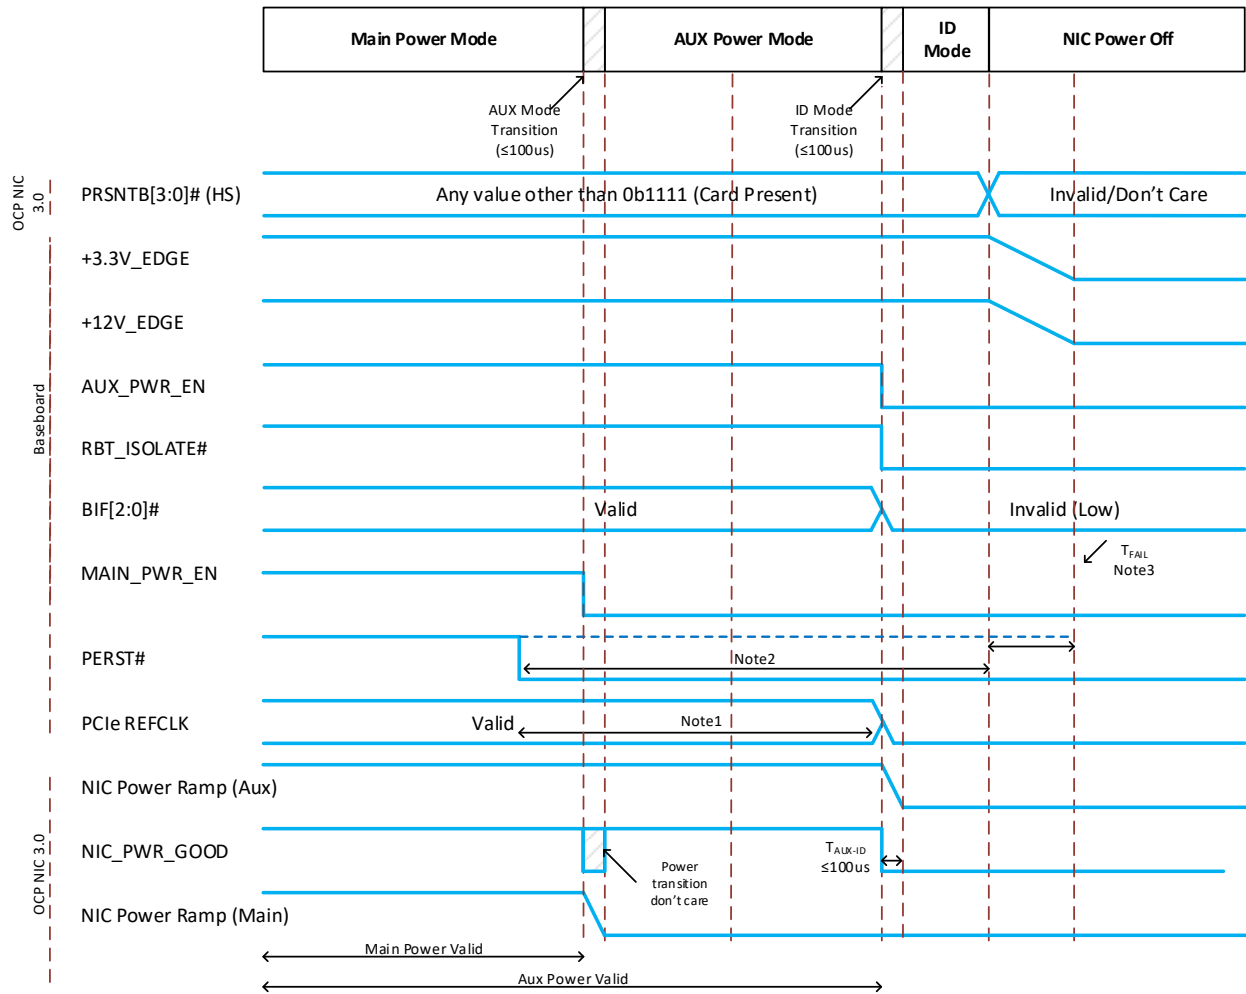 Main Power Mode
AUX Power Mode
ID
Mode
NIC Power Off
AUX Mode
Transition
(≤100us)
ID Mode
Transition
(≤100us)
OCP NIC
3.0
PRSNTB[3:0]# (HS)
Any value other than 0b1111 (Card Present)
Invalid/Don't Care
Baseboard
+3.3V_EDGE
+12V_EDGE
AUX_PWR_EN
RBT_ISOLATE#
BIF[2:0]#
Valid
Invalid (Low)
MAIN_PWR_EN
TFAIL
Note3
PERST#
Note2
PCIe REFCLK
Valid
Note1
OCP NIC 3.0
NIC Power Ramp (Aux)
NIC_PWR_GOOD
Power
transition
don't care
TAUX-ID
≤100us
NIC Power Ramp (Main)
Main Power Valid
Aux Power Valid